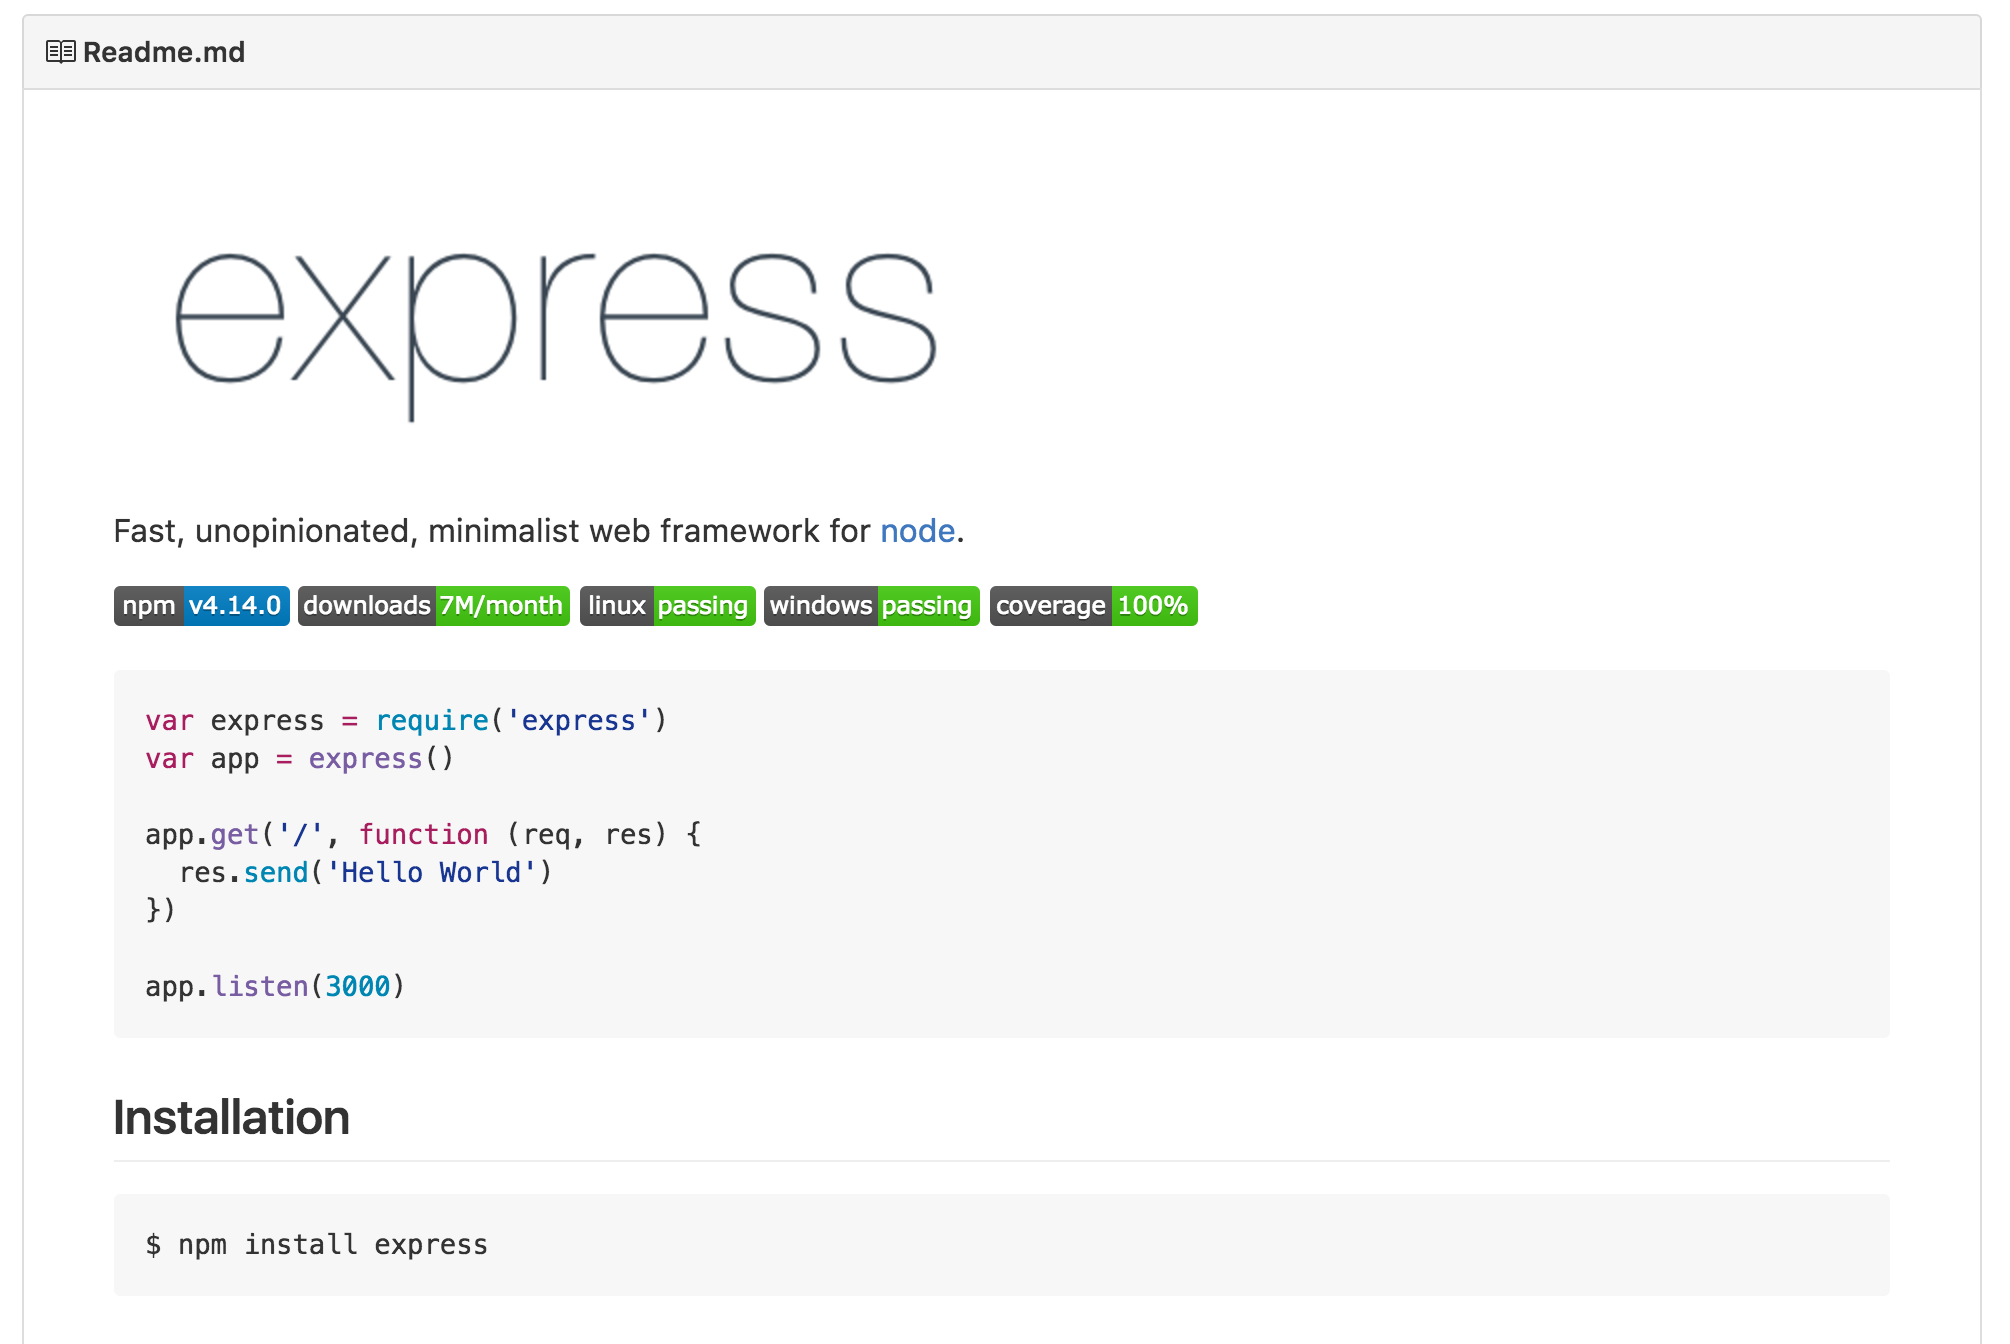 Readme.md
express
Fast, unopinionated, minimalist web framework for node.
npm v4.14.0 downloads 7M/month linux passing windows passing coverage 100%
var express = require('express')
var app = express()
app.get('/', function (req, res) {
  res.send('Hello World')
})
app.listen(3000)
Installation
$ npm install express